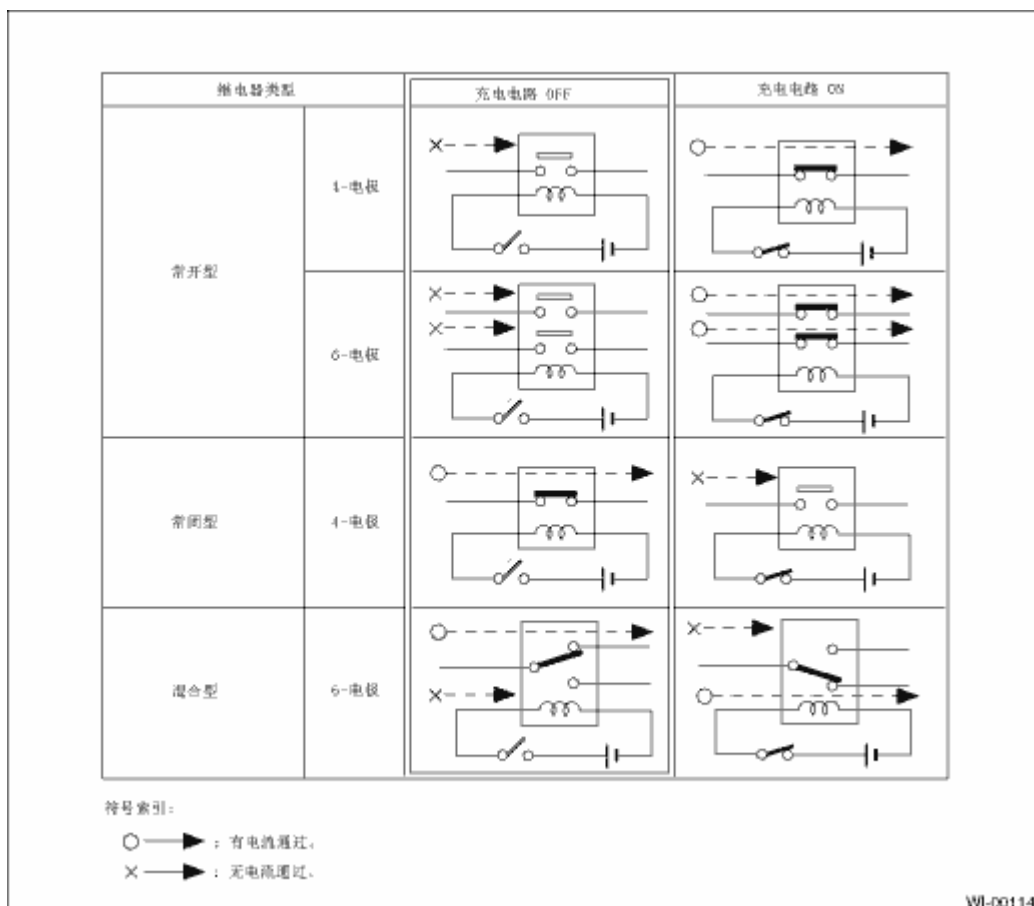 继电器类型
充电电路 OFF
充电电路 ON
常开型
4-电极
6-电极
常闭型
4-电极
混合型
6-电极
符号索引:
: 有电流通过。
: 无电流通过。
WI-00114